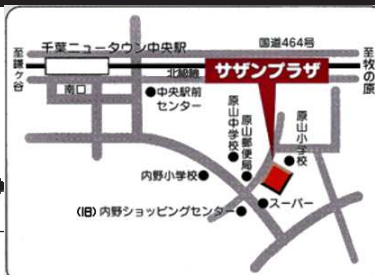 千葉ニュータウン中央駅
国道464号
至鎌ヶ谷
北総線
サザンプラザ
至牧の原
南口
●中央駅前
センター
原山中学校
原山郵便局
原山小学校
内野小学校●
●スーパー
(旧)内野ショッピングセンター●